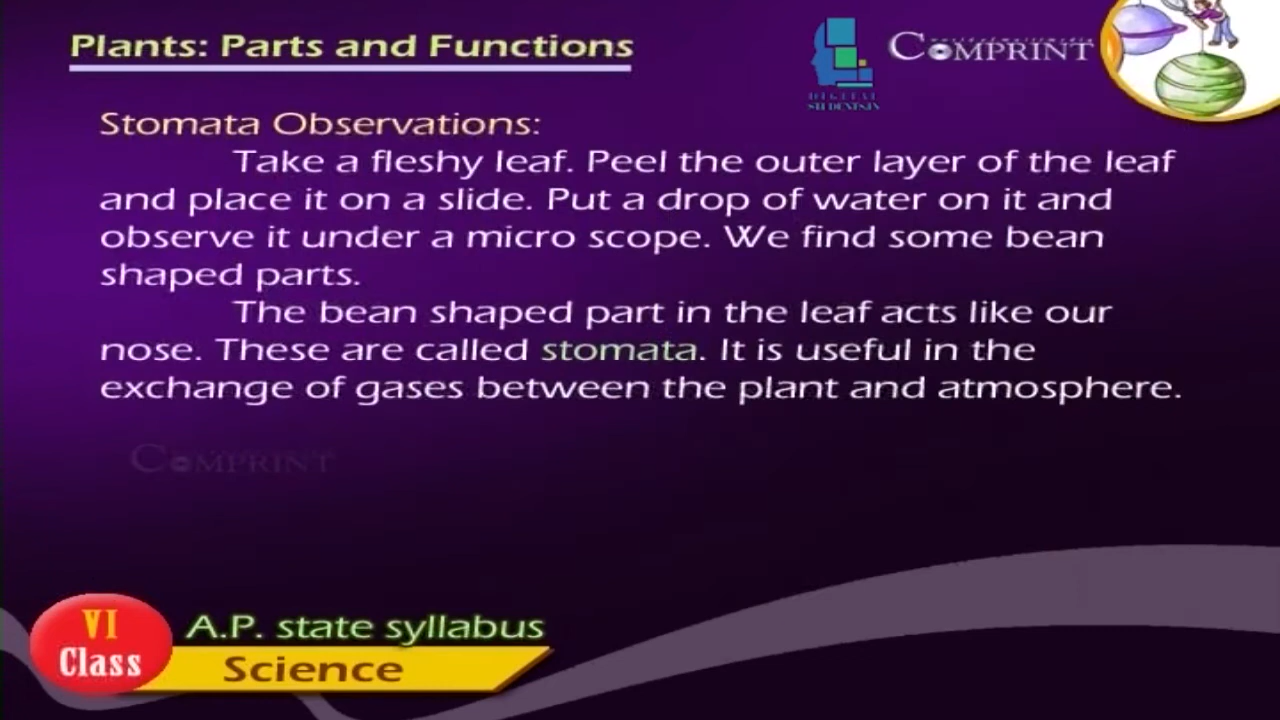 Plants: Parts and Functions
COMPRINT
Stomata Observations:
Take a fleshy leaf. Peel the outer layer of the leaf
and place it on a slide. Put a drop of water on it and
observe it under a micro scope. We find some bean
shaped parts.
The bean shaped part in the leaf acts like our
nose. These are called stomata. It is useful in the
exchange of gases between the plant and atmosphere.
COMPRINT
VI
Class
A.P. state syllabus
Science